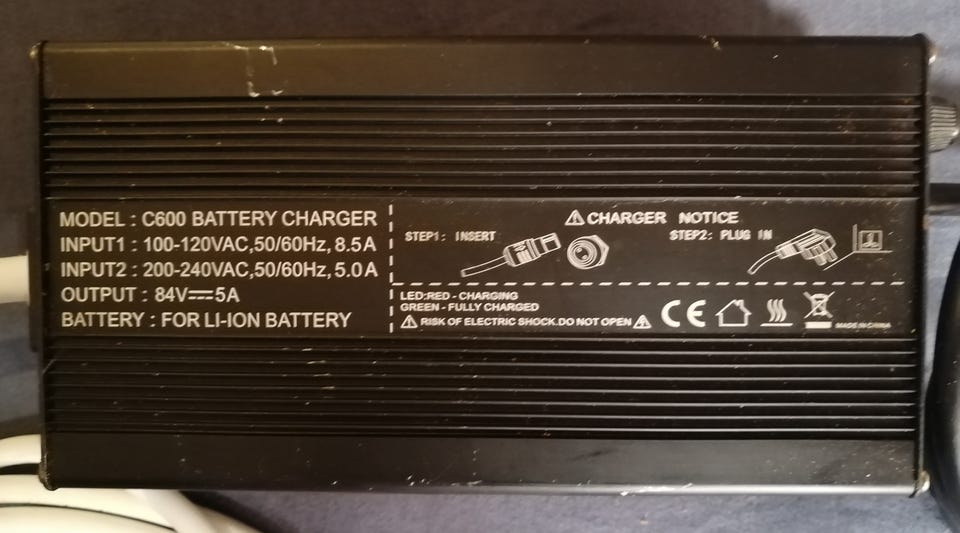 MODEL : C600 BATTERY CHARGER
INPUT1 : 100-120VAC,50/60Hz, 8.5A
INPUT2 : 200-240VAC,50/60Hz, 5.0A
OUTPUT : 84V⎓5A
BATTERY : FOR LI-ION BATTERY
⚠ CHARGER NOTICE
STEP1: INSERT
STEP2: PLUG IN
LED:RED - CHARGING
GREEN - FULLY CHARGED
⚠ RISK OF ELECTRIC SHOCK.DO NOT OPEN ⚠
CE
MADE IN CHINA